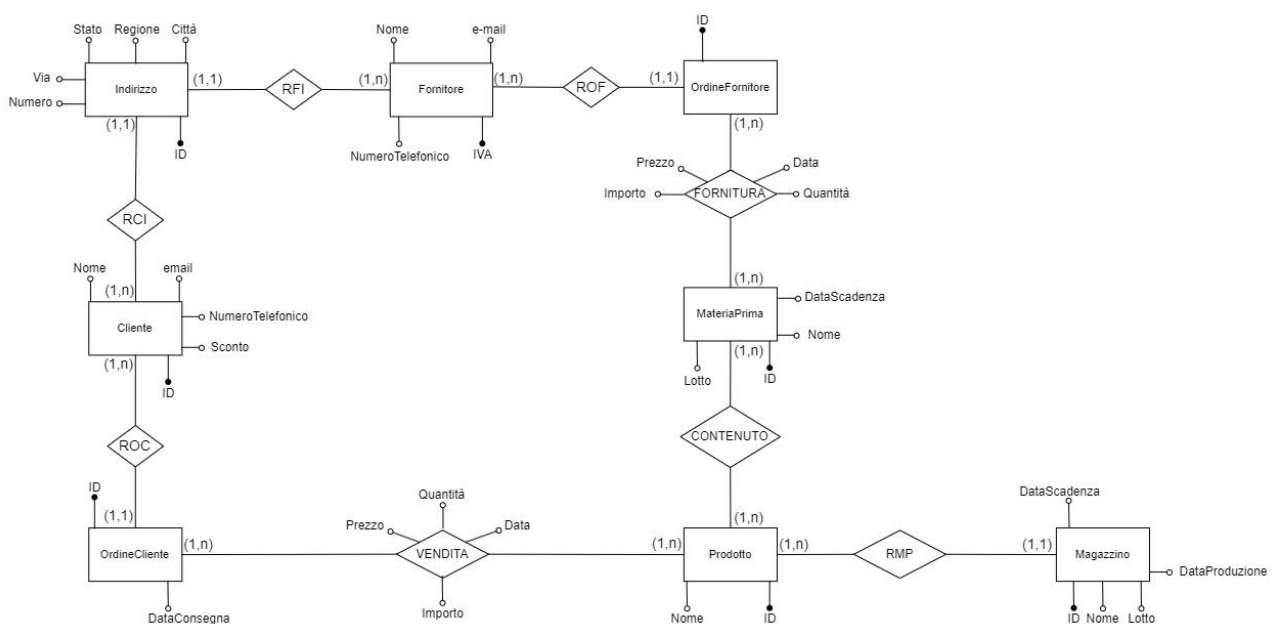 ID
Stato Regione Città Nome e-mail
Via
Numero
Indirizzo
(1,1)
RFI
(1,n)
Fornitore
(1,n)
ROF
(1,1)
OrdineFornitore
(1,1)
ID
NumeroTelefonico
IVA
(1,n)
Prezzo
Data
Importo
FORNITURA
Quantità
RCI
Nome
email
(1,n)
(1,n)
Cliente
NumeroTelefonico
Sconto
MateriaPrima
DataScadenza
Nome
(1,n)
ID
(1,n)
Lotto
ID
ROC
CONTENUTO
ID
(1,1)
Quantità
Prezzo
Data
(1,n)
DataScadenza
OrdineCliente
(1,n)
VENDITA
(1,n)
Prodotto
(1,n)
RMP
(1,1)
Magazzino
DataProduzione
DataConsegna
Importo
Nome
ID
ID
Nome
Lotto